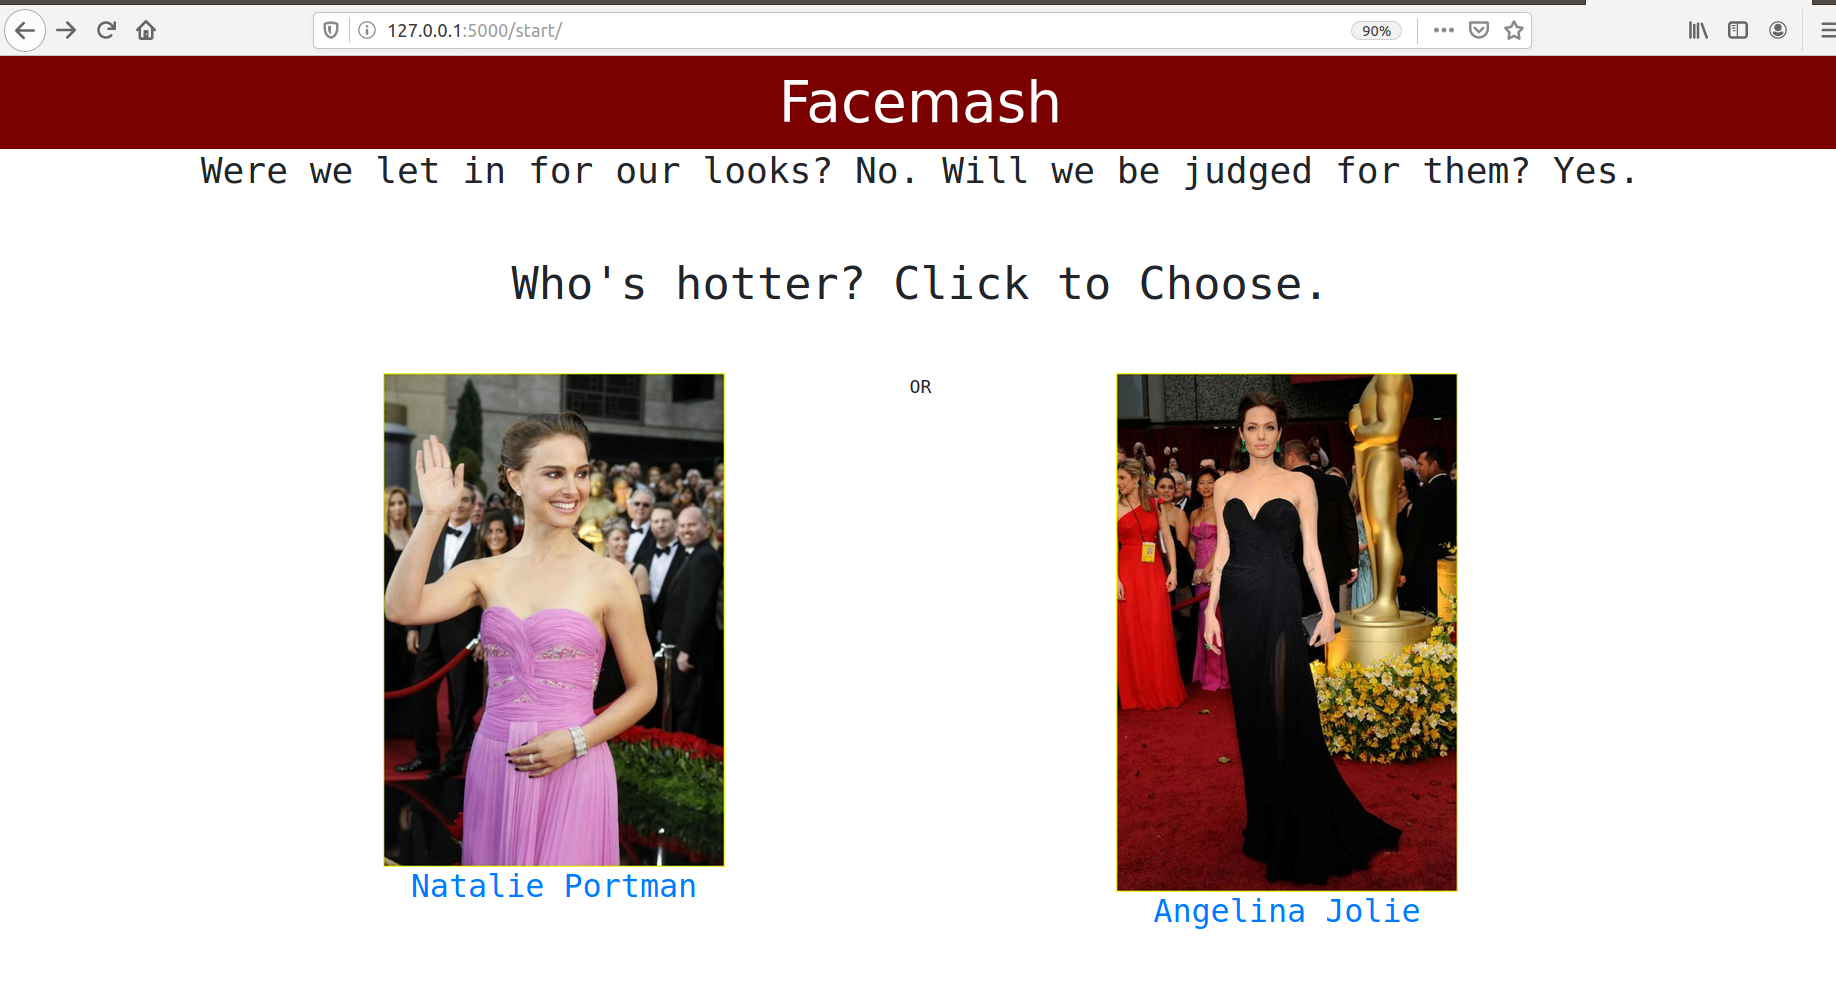 127.0.0.1:5000/start/
90%
Facemash
Were we let in for our looks? No. Will we be judged for them? Yes.
Who's hotter? Click to Choose.
OR
Natalie Portman
Angelina Jolie